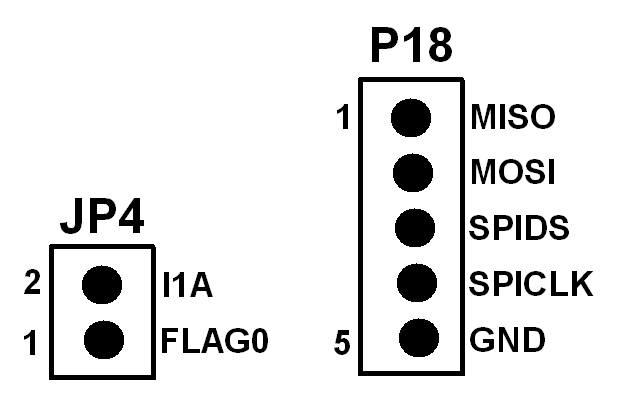 P18
1 MISO
MOSI
SPIDS
SPICLK
5 GND
JP4
2 I1A
1 FLAG0